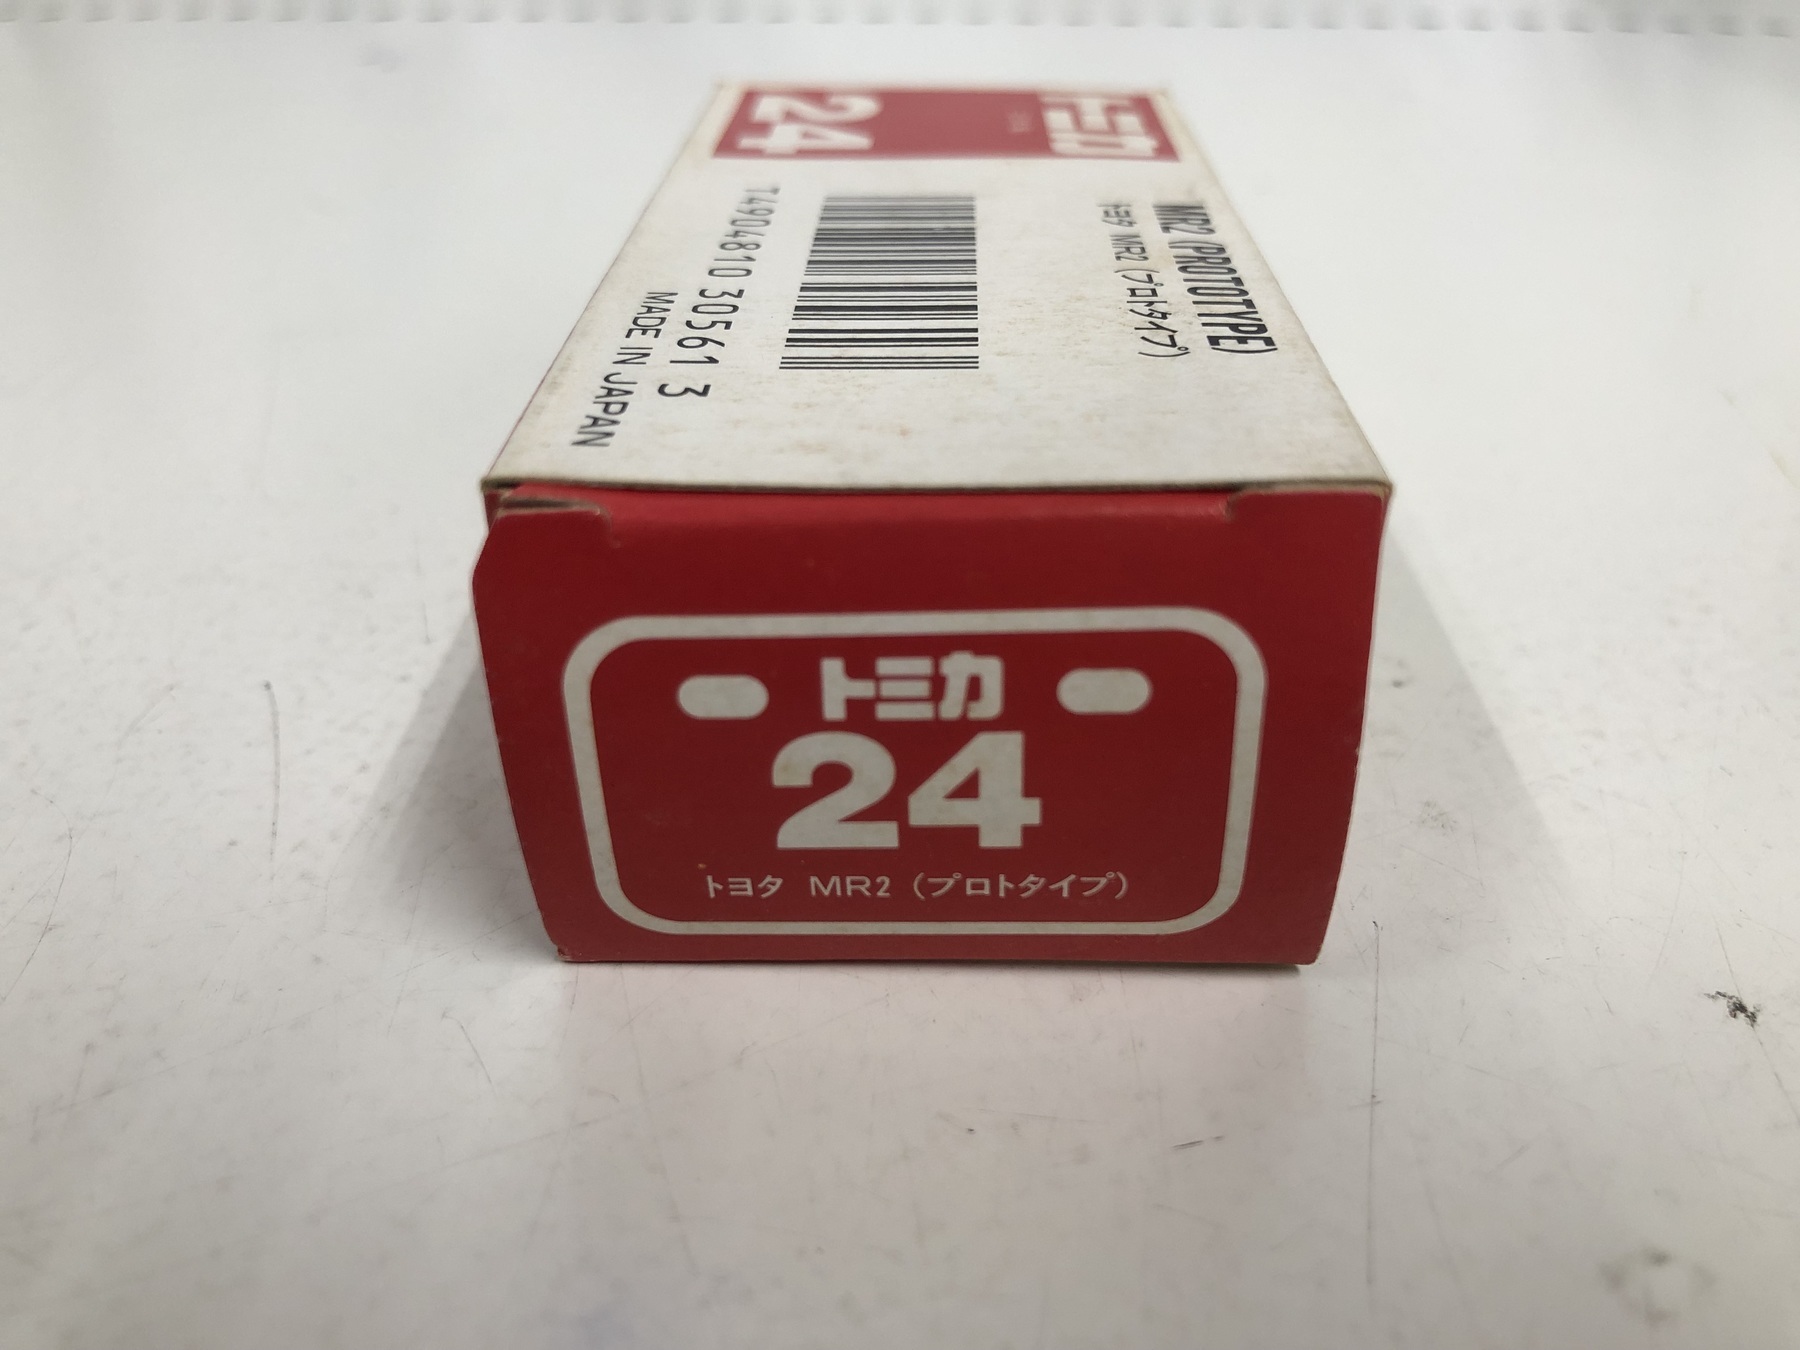 トミカ
24
MR2 (PROTOTYPE)
トヨタ MR2 (プロトタイプ)
T4904810 30561 3
MADE IN JAPAN
トミカ
24
トヨタ MR2 (プロトタイプ)